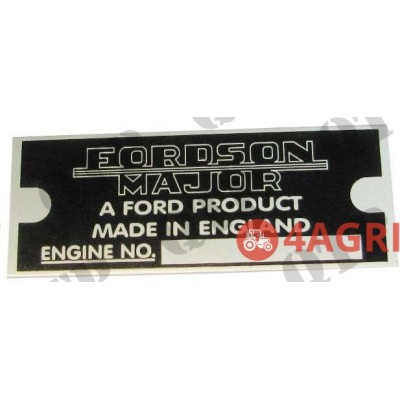 FORDSON
MAJOR
A FORD PRODUCT
MADE IN ENGLAND
4AGRI
ENGINE NO.